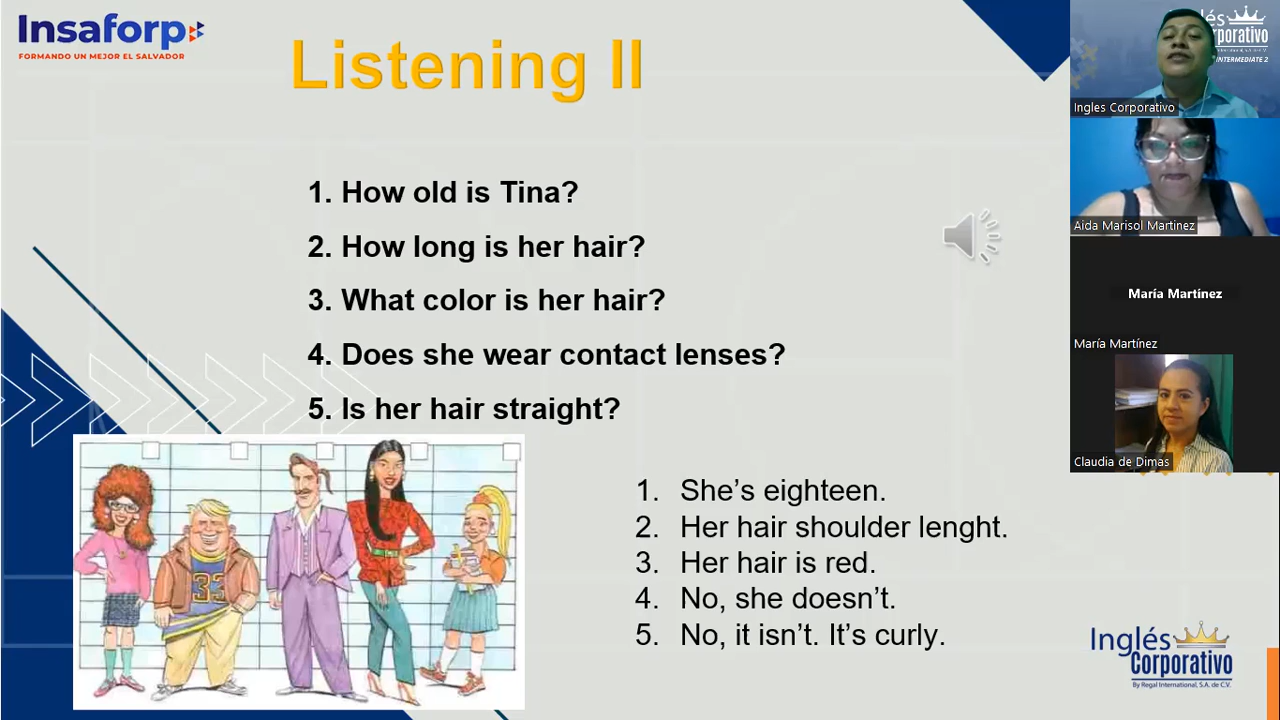 Insaforp
FORMANDO UN MEJOR EL SALVADOR
Listening II
1. How old is Tina?
2. How long is her hair?
3. What color is her hair?
4. Does she wear contact lenses?
5. Is her hair straight?
33
1. She's eighteen.
2. Her hair shoulder lenght.
3. Her hair is red.
4. No, she doesn't.
5. No, it isn't. It's curly.
Inglés
Corporativo
By Regal International, S.A. de C.V.
Corporativo
INTERMEDIATE 2
Ingles Corporativo
Aida Marisol Martinez
María Martínez
María Martínez
Claudia de Dimas